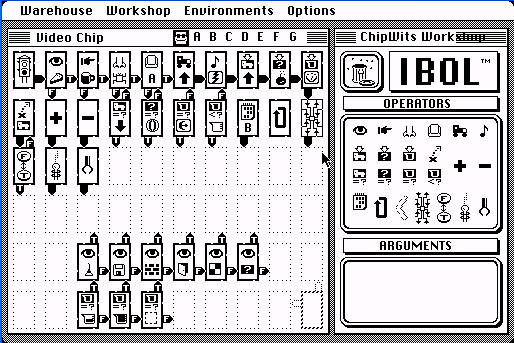 Warehouse Workshop Environments Options
Video Chip
A B C D E F G
ChipWits Workshop
IBOL™
OPERATORS
ARGUMENTS